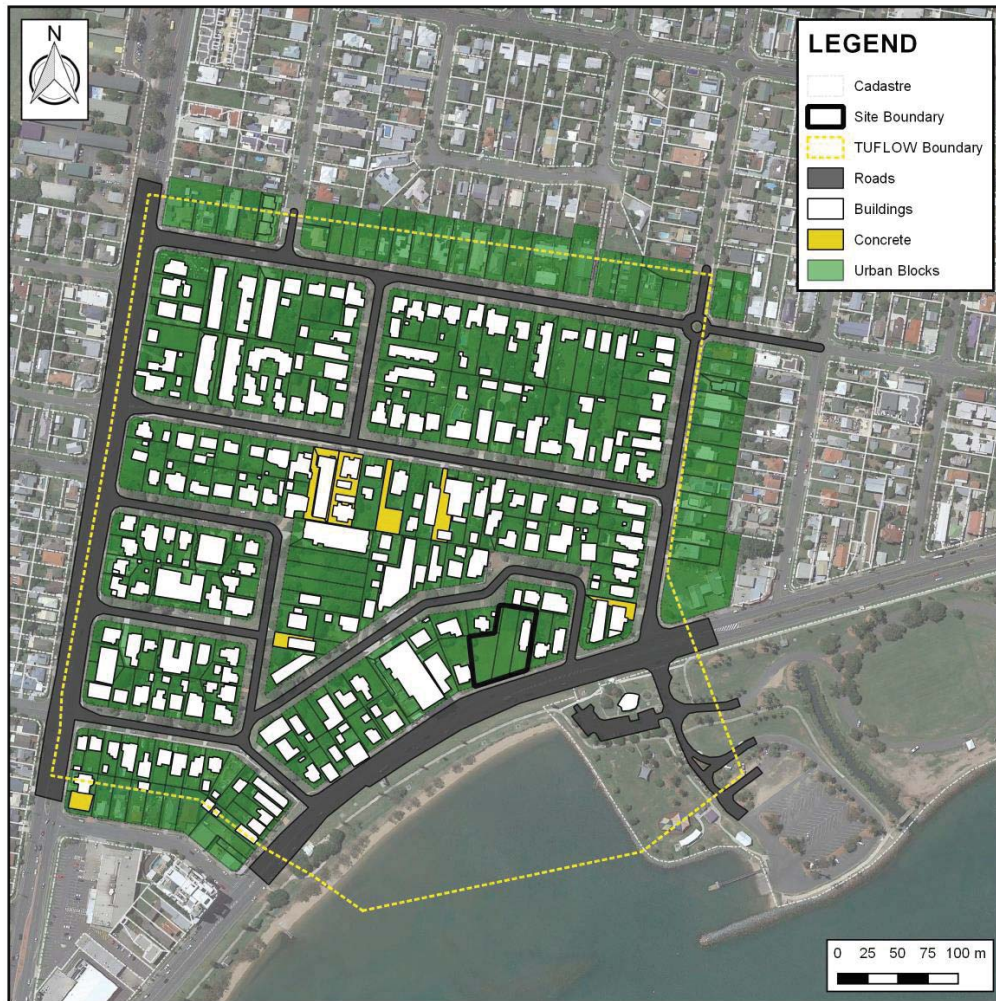 N
LEGEND
Cadastre
Site Boundary
TUFLOW Boundary
Roads
Buildings
Concrete
Urban Blocks
0 25 50 75 100 m